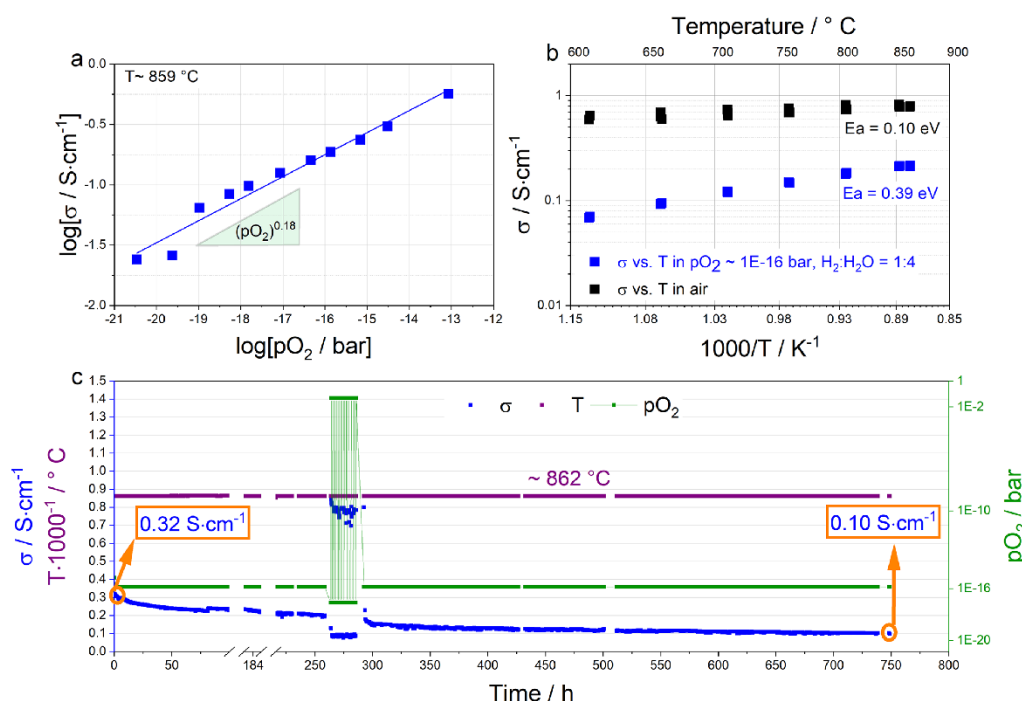 a
T~ 859 °C
0.0
-0.5
-1.0
-1.5
-2.0
log[σ / S·cm⁻¹]
(pO₂)^0.18
-21 -20 -19 -18 -17 -16 -15 -14 -13 -12
log[pO₂ / bar]
Temperature / ° C
600 650 700 750 800 850 900
b
1
0.1
0.01
σ / S·cm⁻¹
Ea = 0.10 eV
Ea = 0.39 eV
σ vs. T in pO₂ ~ 1E-16 bar, H₂:H₂O = 1:4
σ vs. T in air
1.15 1.08 1.03 0.97 0.93 0.89 0.85
1000/T / K⁻¹
c
1.5
1.4
1.3
1.2
1.1
1.0
0.9
0.8
0.7
0.6
0.5
0.4
0.3
0.2
0.1
0.0
σ / S·cm⁻¹
T·1000⁻¹ / ° C
σ T pO₂
~ 862 °C
0.32 S·cm⁻¹
0.10 S·cm⁻¹
1
1E-2
1E-10
1E-16
1E-20
pO₂ / bar
0 50 184 250 300 350 400 450 500 550 600 650 700 750 800
Time / h